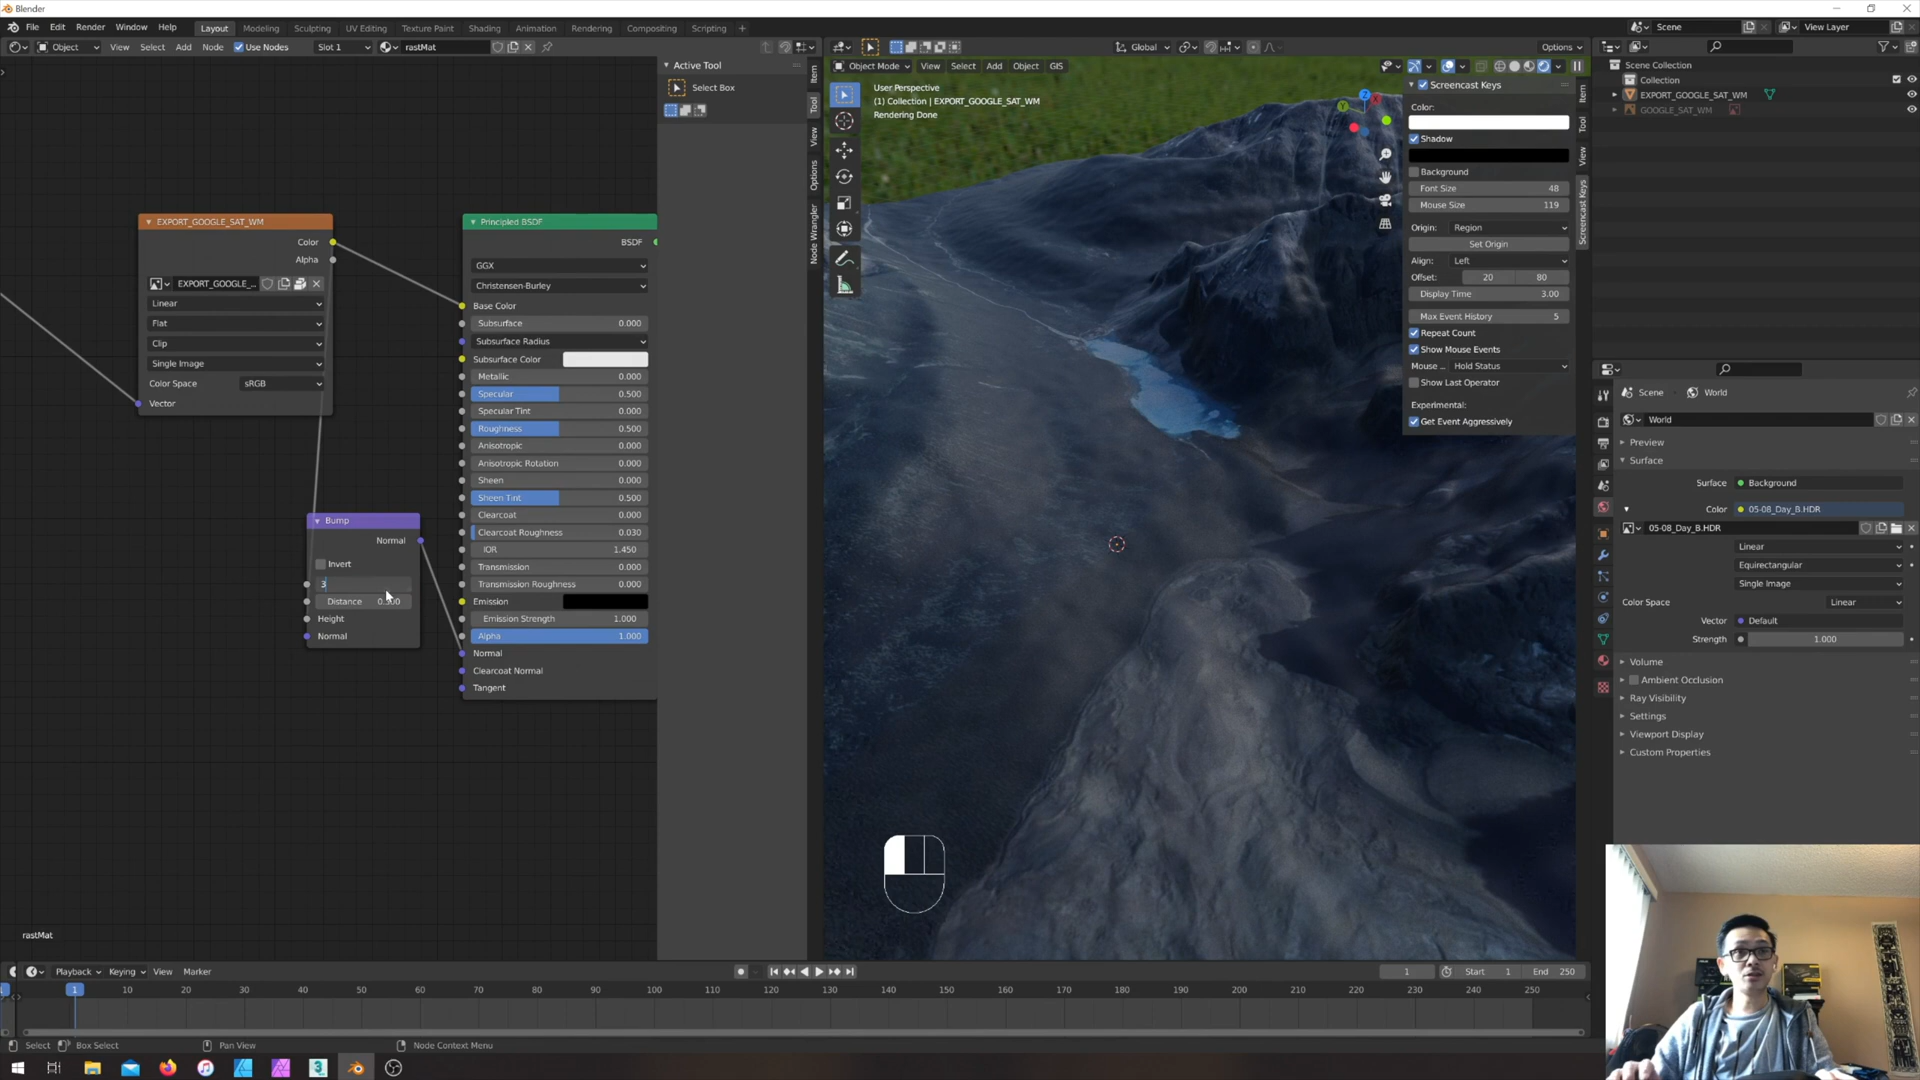 Blender
File Edit Render Window Help
Layout Modeling Sculpting UV Editing Texture Paint Shading Animation Rendering Compositing Scripting +
Scene
View Layer
Object View Select Add Node Use Nodes Slot 1 rastMat
Global
Options
Active Tool
Select Box
Item
Tool
View
Options
Node Wrangler
Object Mode View Select Add Object GIS
User Perspective
(1) Collection | EXPORT_GOOGLE_SAT_WM
Rendering Done
Screencast Keys
Color:
Shadow
Background
Font Size 48
Mouse Size 119
Origin: Region
Set Origin
Align: Left
Offset: 20 80
Display Time 3.00
Max Event History 5
Repeat Count
Show Mouse Events
Mouse ... Hold Status
Show Last Operator
Experimental:
Get Event Aggressively
Item
Tool
View
Screencast Keys
Scene Collection
Collection
EXPORT_GOOGLE_SAT_WM
GOOGLE_SAT_WM
EXPORT_GOOGLE_SAT_WM
Color
Alpha
EXPORT_GOOGLE_...
Linear
Flat
Clip
Single Image
Color Space sRGB
Vector
Principled BSDF
BSDF
GGX
Christensen-Burley
Base Color
Subsurface 0.000
Subsurface Radius
Subsurface Color
Metallic 0.000
Specular 0.500
Specular Tint 0.000
Roughness 0.500
Anisotropic 0.000
Anisotropic Rotation 0.000
Sheen 0.000
Sheen Tint 0.500
Clearcoat 0.000
Clearcoat Roughness 0.030
IOR 1.450
Transmission 0.000
Transmission Roughness 0.000
Emission
Emission Strength 1.000
Alpha 1.000
Normal
Clearcoat Normal
Tangent
Bump
Normal
Invert
3
Distance
Height
Normal
rastMat
Scene World
World
Preview
Surface
Surface Background
Color 05-08_Day_B.HDR
05-08_Day_B.HDR
Linear
Equirectangular
Single Image
Color Space Linear
Vector Default
Strength 1.000
Volume
Ambient Occlusion
Ray Visibility
Settings
Viewport Display
Custom Properties
Playback Keying View Marker
1 Start 1 End 250
1 10 20 30 40 50 60 70 80 90 100 110 120 130 140 150 160 170 180 190 200 210 220 230 240 250
Select Box Select Pan View Node Context Menu